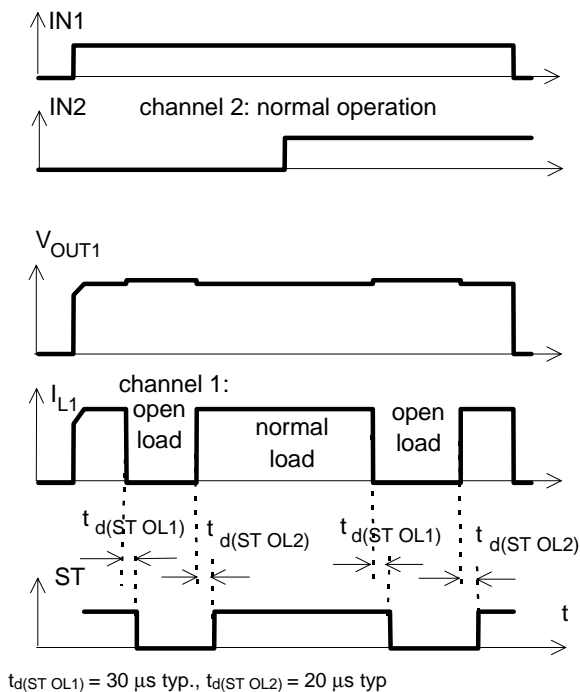 IN1
IN2
channel 2: normal operation
VOUT1
IL1
channel 1:
open
load
normal
load
open
load
t d(ST OL1)
t d(ST OL2)
t d(ST OL1)
t d(ST OL2)
ST
t
td(ST OL1) = 30 µs typ., td(ST OL2) = 20 µs typ